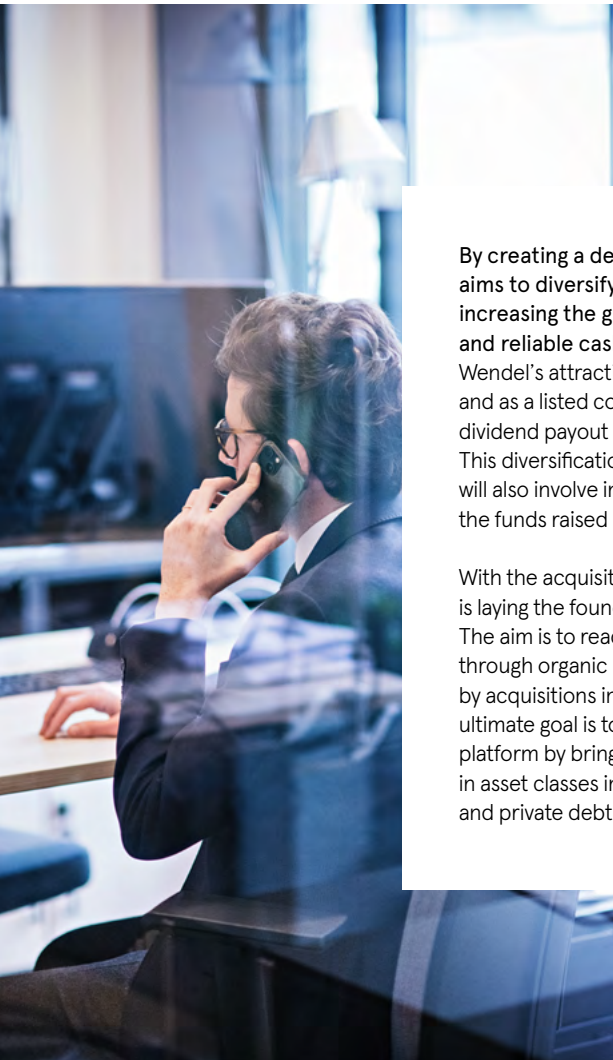 By creating a de
aims to diversify
increasing the g
and reliable cas
Wendel's attract
and as a listed co
dividend payout
This diversificatio
will also involve in
the funds raised
With the acquisit
is laying the foun
The aim is to reac
through organic
by acquisitions in
ultimate goal is to
platform by bring
in asset classes in
and private debt